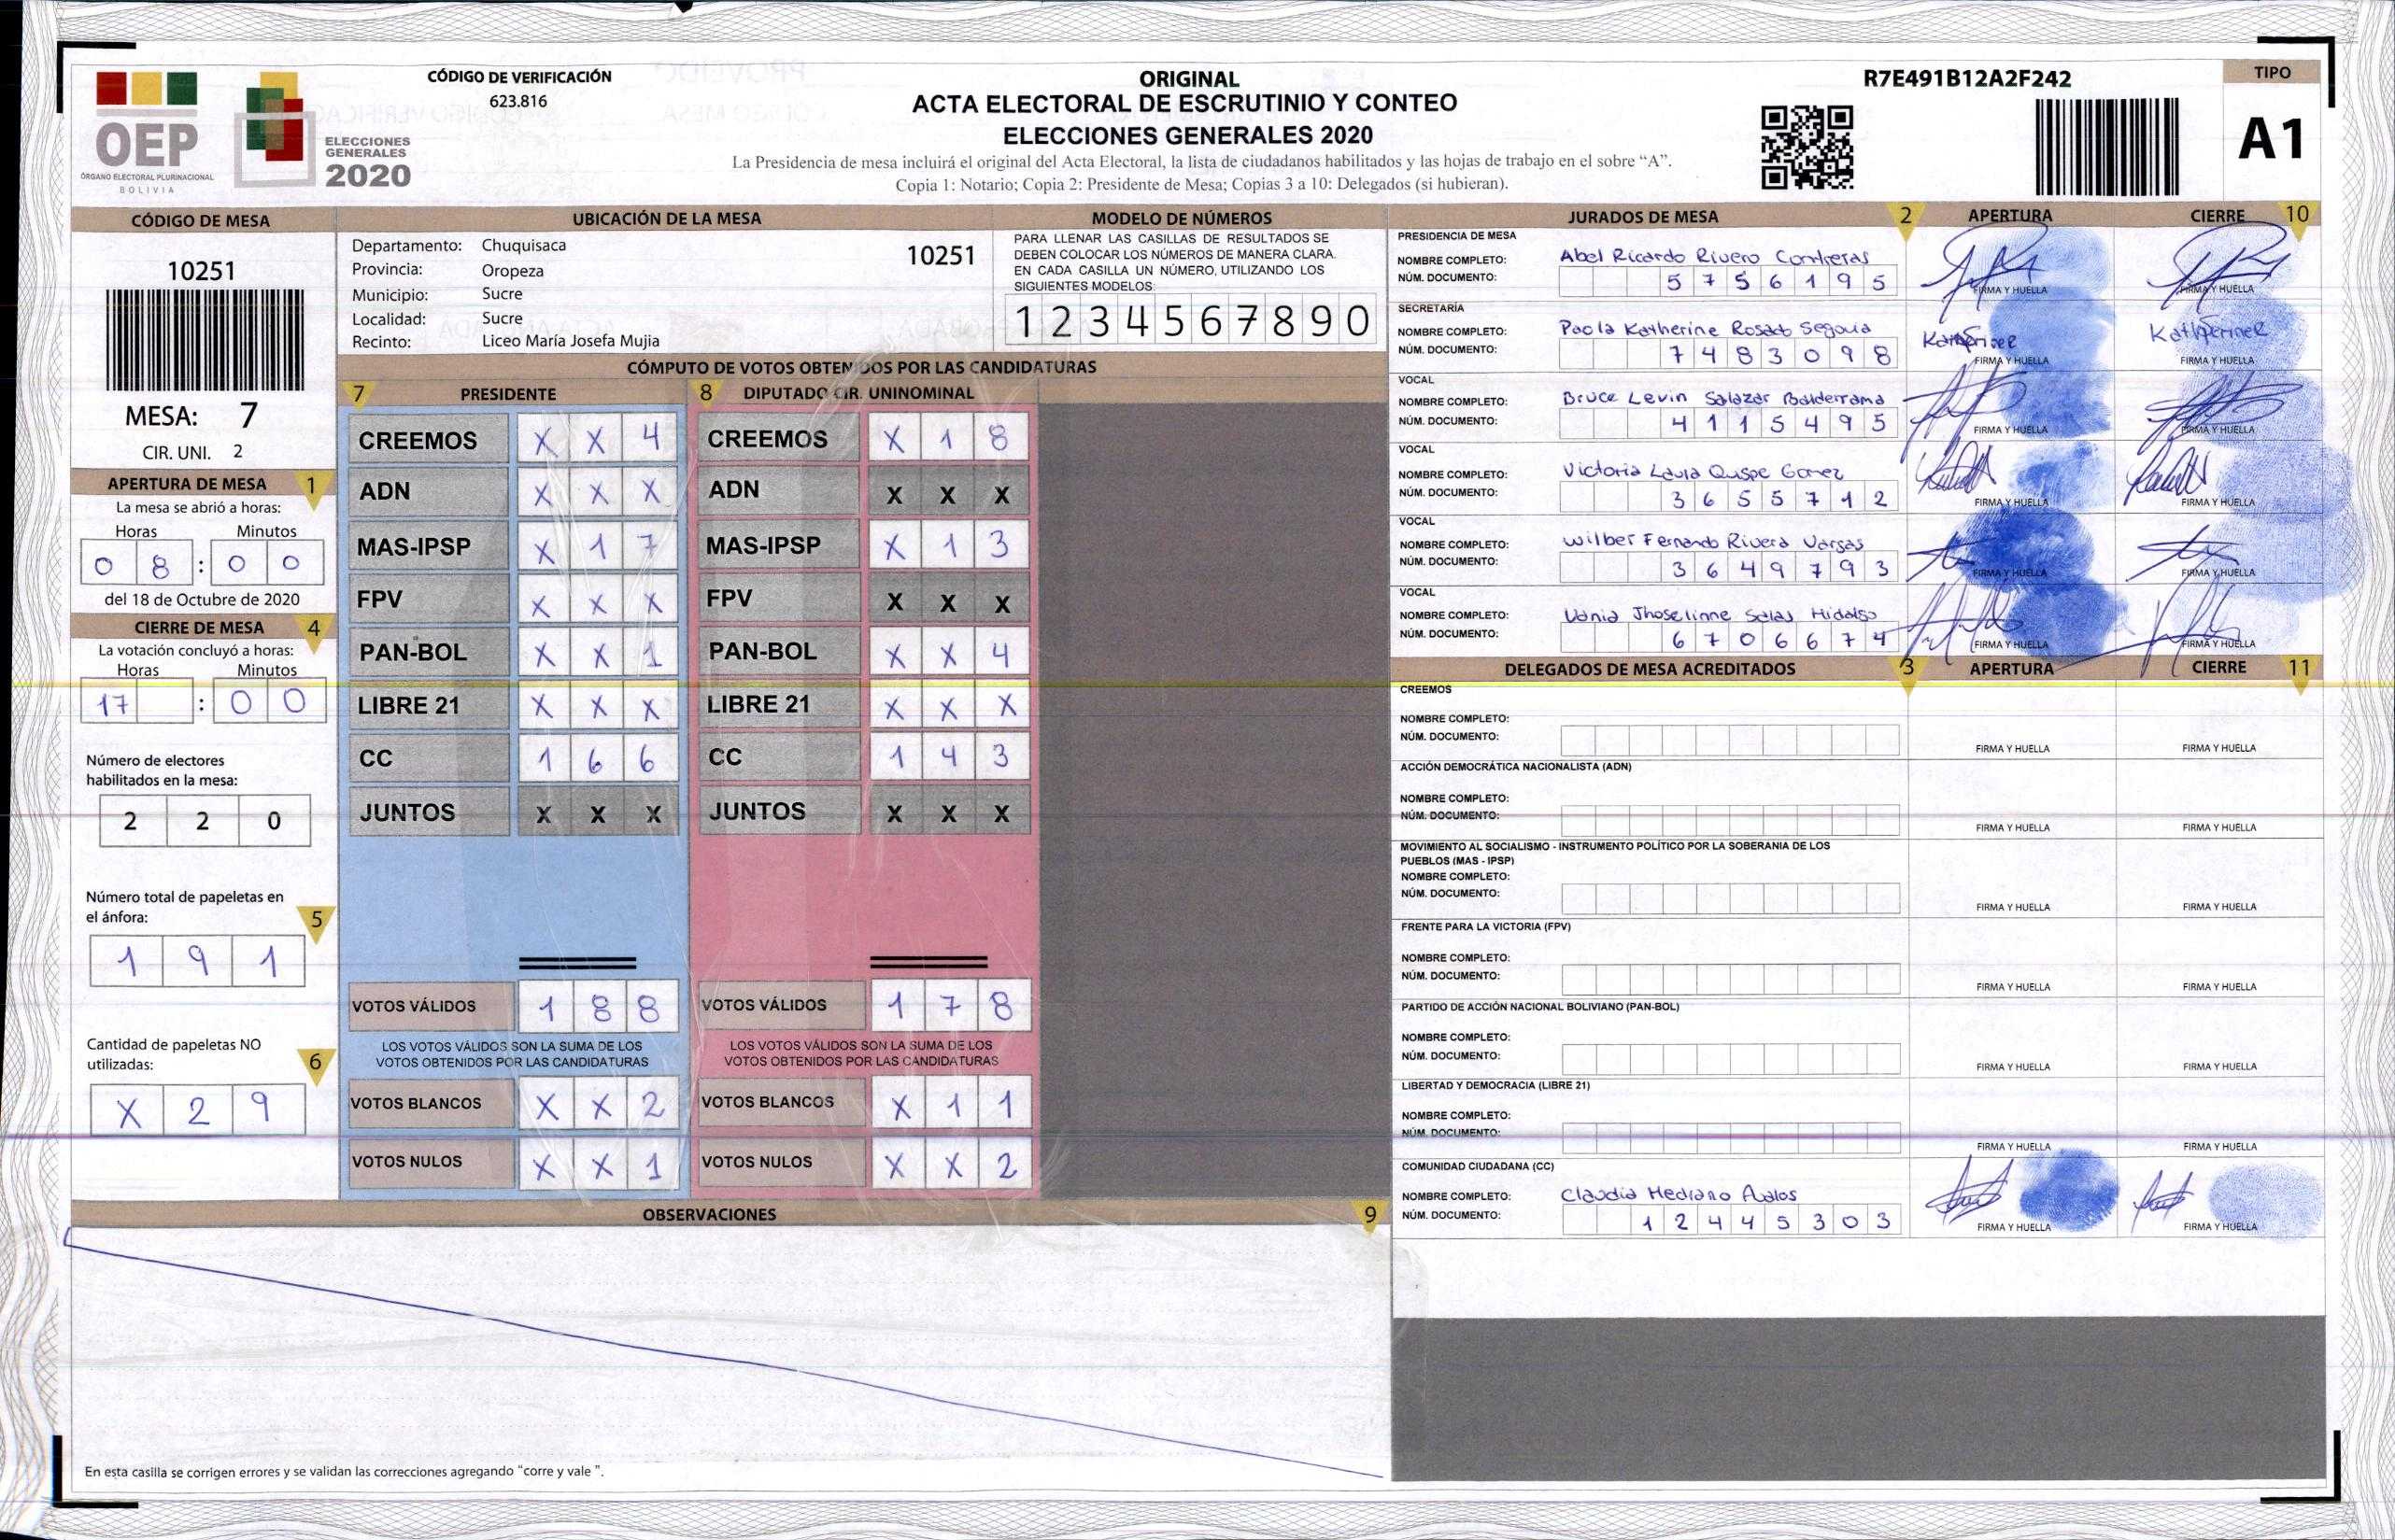 CÓDIGO DE VERIFICACIÓN
623.816
OEP
ÓRGANO ELECTORAL PLURINACIONAL
BOLIVIA
ELECCIONES
GENERALES
2020
ORIGINAL
ACTA ELECTORAL DE ESCRUTINIO Y CONTEO
ELECCIONES GENERALES 2020
La Presidencia de mesa incluirá el original del Acta Electoral, la lista de ciudadanos habilitados y las hojas de trabajo en el sobre “A”.
Copia 1: Notario; Copia 2: Presidente de Mesa; Copias 3 a 10: Delegados (si hubieran).
R7E491B12A2F242
TIPO
A1
CÓDIGO DE MESA
10251
MESA: 7
CIR. UNI. 2
APERTURA DE MESA 1
La mesa se abrió a horas:
Horas Minutos
0 8 : 0 0
del 18 de Octubre de 2020
CIERRE DE MESA 4
La votación concluyó a horas:
Horas Minutos
17 : 0 0
Número de electores
habilitados en la mesa:
2 2 0
Número total de papeletas en
el ánfora: 5
1 9 1
Cantidad de papeletas NO
utilizadas: 6
X 2 9
UBICACIÓN DE LA MESA
Departamento: Chuquisaca 10251
Provincia: Oropeza
Municipio: Sucre
Localidad: Sucre
Recinto: Liceo María Josefa Mujia
MODELO DE NÚMEROS
PARA LLENAR LAS CASILLAS DE RESULTADOS SE
DEBEN COLOCAR LOS NÚMEROS DE MANERA CLARA.
EN CADA CASILLA UN NÚMERO, UTILIZANDO LOS
SIGUIENTES MODELOS:
1 2 3 4 5 6 7 8 9 0
CÓMPUTO DE VOTOS OBTENIDOS POR LAS CANDIDATURAS
7 PRESIDENTE 8 DIPUTADO CIR. UNINOMINAL
CREEMOS X X 4 CREEMOS X 1 8
ADN X X X ADN X X X
MAS-IPSP X 1 7 MAS-IPSP X 1 3
FPV X X X FPV X X X
PAN-BOL X X 1 PAN-BOL X X 4
LIBRE 21 X X X LIBRE 21 X X X
CC 1 6 6 CC 1 4 3
JUNTOS X X X JUNTOS X X X
VOTOS VÁLIDOS 1 8 8 VOTOS VÁLIDOS 1 7 8
LOS VOTOS VÁLIDOS SON LA SUMA DE LOS LOS VOTOS VÁLIDOS SON LA SUMA DE LOS
VOTOS OBTENIDOS POR LAS CANDIDATURAS VOTOS OBTENIDOS POR LAS CANDIDATURAS
VOTOS BLANCOS X X 2 VOTOS BLANCOS X 1 1
VOTOS NULOS X X 1 VOTOS NULOS X X 2
OBSERVACIONES 9
En esta casilla se corrigen errores y se validan las correcciones agregando “corre y vale ”.
JURADOS DE MESA 2 APERTURA CIERRE 10
PRESIDENCIA DE MESA
NOMBRE COMPLETO: Abel Ricardo Rivero Contreras
NÚM. DOCUMENTO: 5 7 5 6 1 9 5 FIRMA Y HUELLA FIRMA Y HUELLA
SECRETARÍA
NOMBRE COMPLETO: Paola Katherine Rosado Segovia
NÚM. DOCUMENTO: 7 4 8 3 0 9 8 FIRMA Y HUELLA FIRMA Y HUELLA
VOCAL
NOMBRE COMPLETO: Bruce Levin Salazar Balderrama
NÚM. DOCUMENTO: 4 1 1 5 4 9 5 FIRMA Y HUELLA FIRMA Y HUELLA
VOCAL
NOMBRE COMPLETO: Victoria Laura Quispe Gomez
NÚM. DOCUMENTO: 3 6 5 5 7 1 2 FIRMA Y HUELLA FIRMA Y HUELLA
VOCAL
NOMBRE COMPLETO: Wilber Fernando Rivera Vargas
NÚM. DOCUMENTO: 3 6 4 9 7 9 3 FIRMA Y HUELLA FIRMA Y HUELLA
VOCAL
NOMBRE COMPLETO: Vania Jhoselinne Salas Hidalgo
NÚM. DOCUMENTO: 6 7 0 6 6 7 4 FIRMA Y HUELLA FIRMA Y HUELLA
DELEGADOS DE MESA ACREDITADOS 3 APERTURA CIERRE 11
CREEMOS
NOMBRE COMPLETO:
NÚM. DOCUMENTO: FIRMA Y HUELLA FIRMA Y HUELLA
ACCIÓN DEMOCRÁTICA NACIONALISTA (ADN)
NOMBRE COMPLETO:
NÚM. DOCUMENTO: FIRMA Y HUELLA FIRMA Y HUELLA
MOVIMIENTO AL SOCIALISMO - INSTRUMENTO POLÍTICO POR LA SOBERANIA DE LOS
PUEBLOS (MAS - IPSP)
NOMBRE COMPLETO:
NÚM. DOCUMENTO: FIRMA Y HUELLA FIRMA Y HUELLA
FRENTE PARA LA VICTORIA (FPV)
NOMBRE COMPLETO:
NÚM. DOCUMENTO: FIRMA Y HUELLA FIRMA Y HUELLA
PARTIDO DE ACCIÓN NACIONAL BOLIVIANO (PAN-BOL)
NOMBRE COMPLETO:
NÚM. DOCUMENTO: FIRMA Y HUELLA FIRMA Y HUELLA
LIBERTAD Y DEMOCRACIA (LIBRE 21)
NOMBRE COMPLETO:
NÚM. DOCUMENTO: FIRMA Y HUELLA FIRMA Y HUELLA
COMUNIDAD CIUDADANA (CC)
NOMBRE COMPLETO: Claudia Medrano Avalos
NÚM. DOCUMENTO: 1 2 4 4 5 3 0 3 FIRMA Y HUELLA FIRMA Y HUELLA